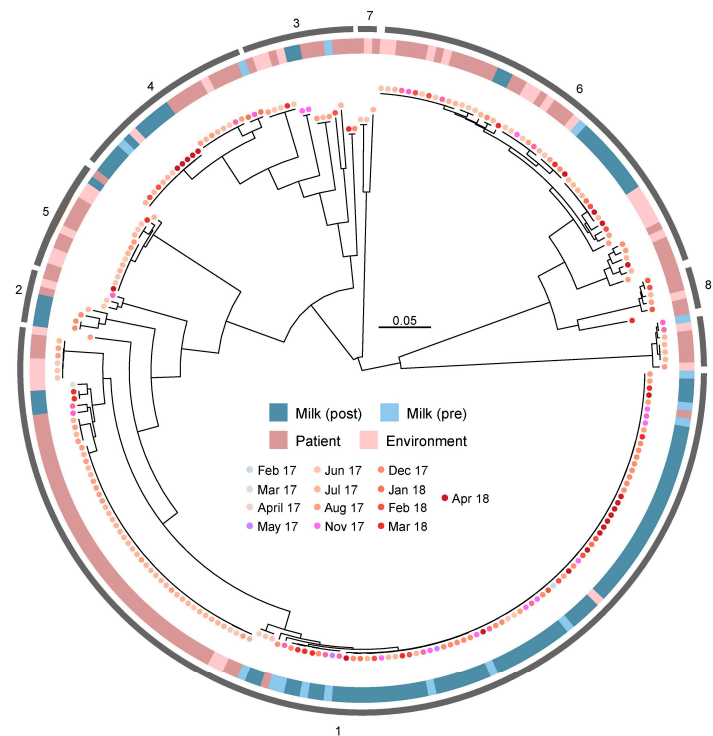 7
3
6
4
5
8
2
0.05
Milk (post) Milk (pre)
Patient Environment
Feb 17 Jun 17 Dec 17
Mar 17 Jul 17 Jan 18 Apr 18
April 17 Aug 17 Feb 18
May 17 Nov 17 Mar 18
1